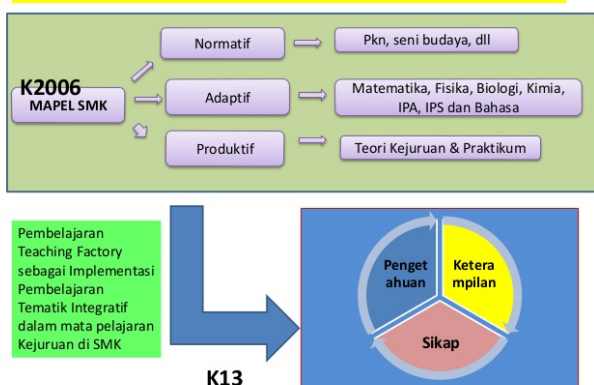 Normatif
Pkn, seni budaya, dll
K2006
MAPEL SMK
Adaptif
Matematika, Fisika, Biologi, Kimia,
IPA, IPS dan Bahasa
Produktif
Teori Kejuruan & Praktikum
Pembelajaran
Teaching Factory
sebagai Implementasi
Pembelajaran
Tematik Integratif
dalam mata pelajaran
Kejuruan di SMK
Penget
ahuan
Ketera
mpilan
Sikap
K13